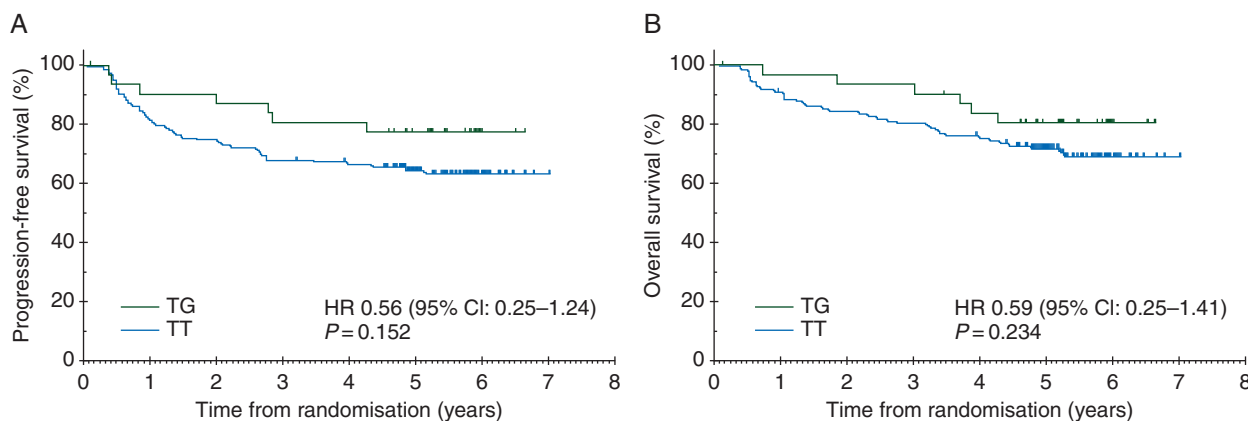 A
Progression-free survival (%)
100
80
60
40
20
0
TG
TT
HR 0.56 (95% CI: 0.25–1.24)
P = 0.152
0 1 2 3 4 5 6 7 8
Time from randomisation (years)
B
Overall survival (%)
100
80
60
40
20
0
TG
TT
HR 0.59 (95% CI: 0.25–1.41)
P = 0.234
0 1 2 3 4 5 6 7 8
Time from randomisation (years)